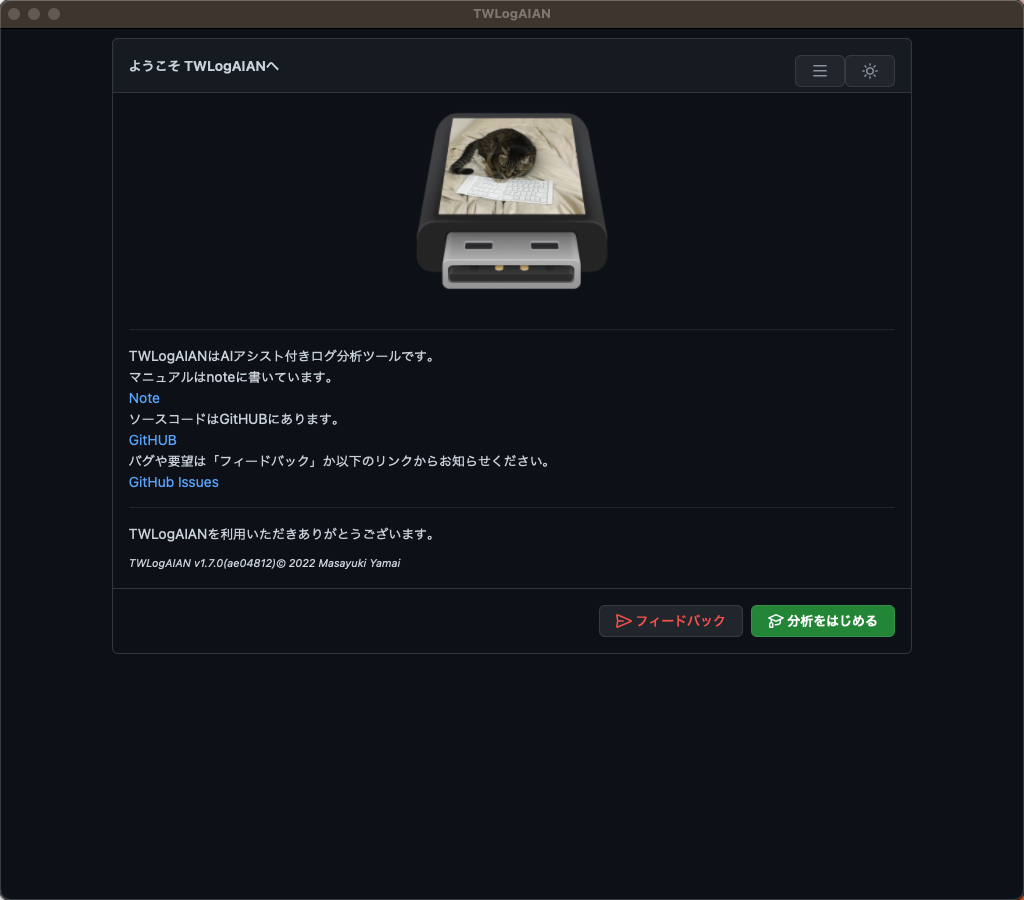 TWLogAIAN
ようこそ TWLogAIANへ
TWLogAIANはAIアシスト付きログ分析ツールです。
マニュアルはnoteに書いています。
Note
ソースコードはGitHUBにあります。
GitHUB
バグや要望は「フィードバック」か以下のリンクからお知らせください。
GitHub Issues
TWLogAIANを利用いただきありがとうございます。
TWLogAIAN v1.7.0(ae04812)© 2022 Masayuki Yamai
フィードバック
分析をはじめる